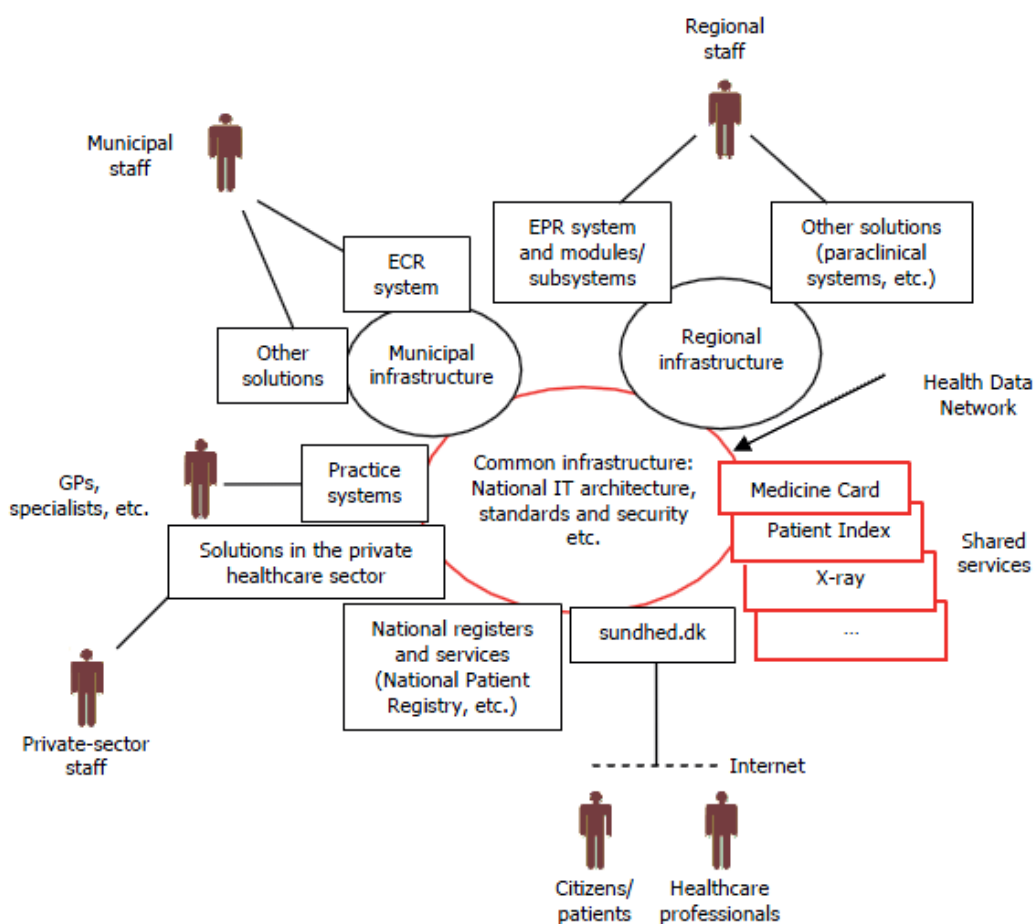 Regional
staff
Municipal
staff
EPR system
and modules/
subsystems
Other solutions
(paraclinical
systems, etc.)
ECR
system
Other
solutions
Municipal
infrastructure
Regional
infrastructure
Health Data
Network
GPs,
specialists, etc.
Practice
systems
Common infrastructure:
National IT architecture,
standards and security
etc.
Medicine Card
Patient Index
X-ray
...
Shared
services
Solutions in the private
healthcare sector
National registers
and services
(National Patient
Registry, etc.)
sundhed.dk
Private-sector
staff
Internet
Citizens/
patients
Healthcare
professionals